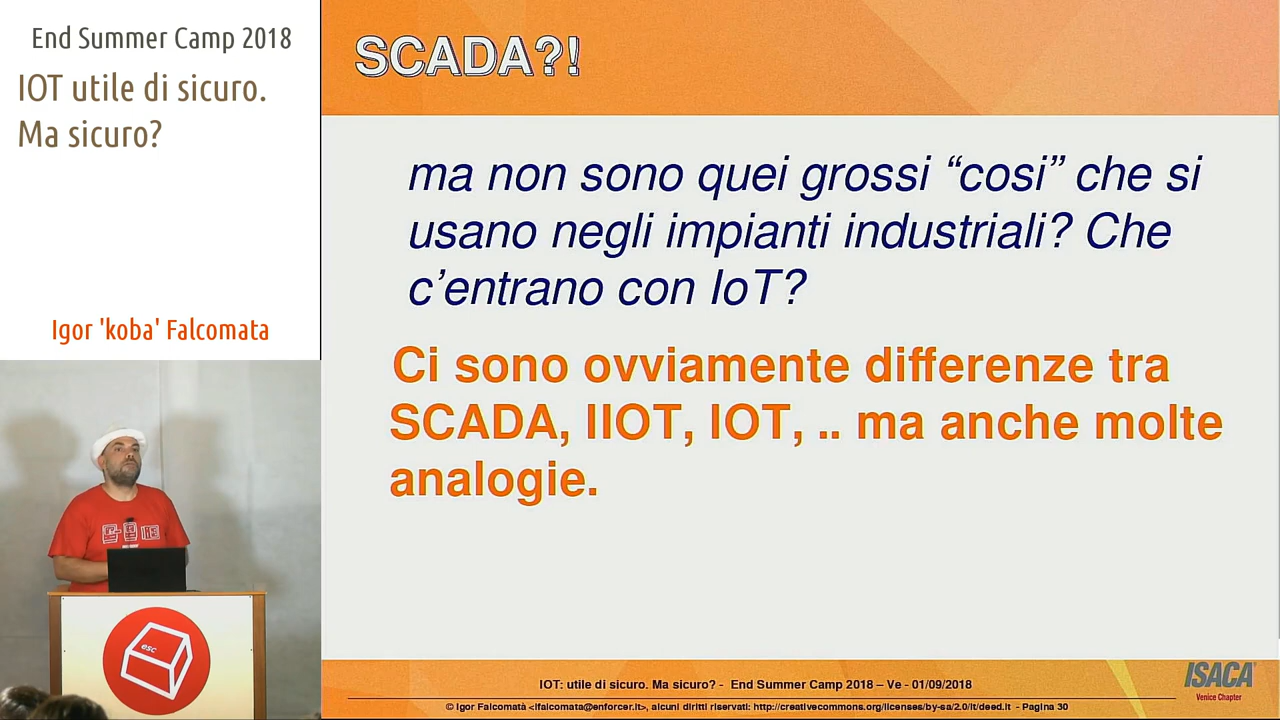 End Summer Camp 2018
IOT utile di sicuro.
Ma sicuro?
Igor 'koba' Falcomata
esc
SCADA?!
ma non sono quei grossi “cosi” che si
usano negli impianti industriali? Che
c’entrano con IoT?
Ci sono ovviamente differenze tra
SCADA, IIOT, IOT, .. ma anche molte
analogie.
IOT: utile di sicuro. Ma sicuro? - End Summer Camp 2018 – Ve - 01/09/2018
© Igor Falcomatà <ifalcomata@enforcer.it>, alcuni diritti riservati: http://creativecommons.org/licenses/by-sa/2.0/it/deed.it - Pagina 30
ISACA®
Venice Chapter